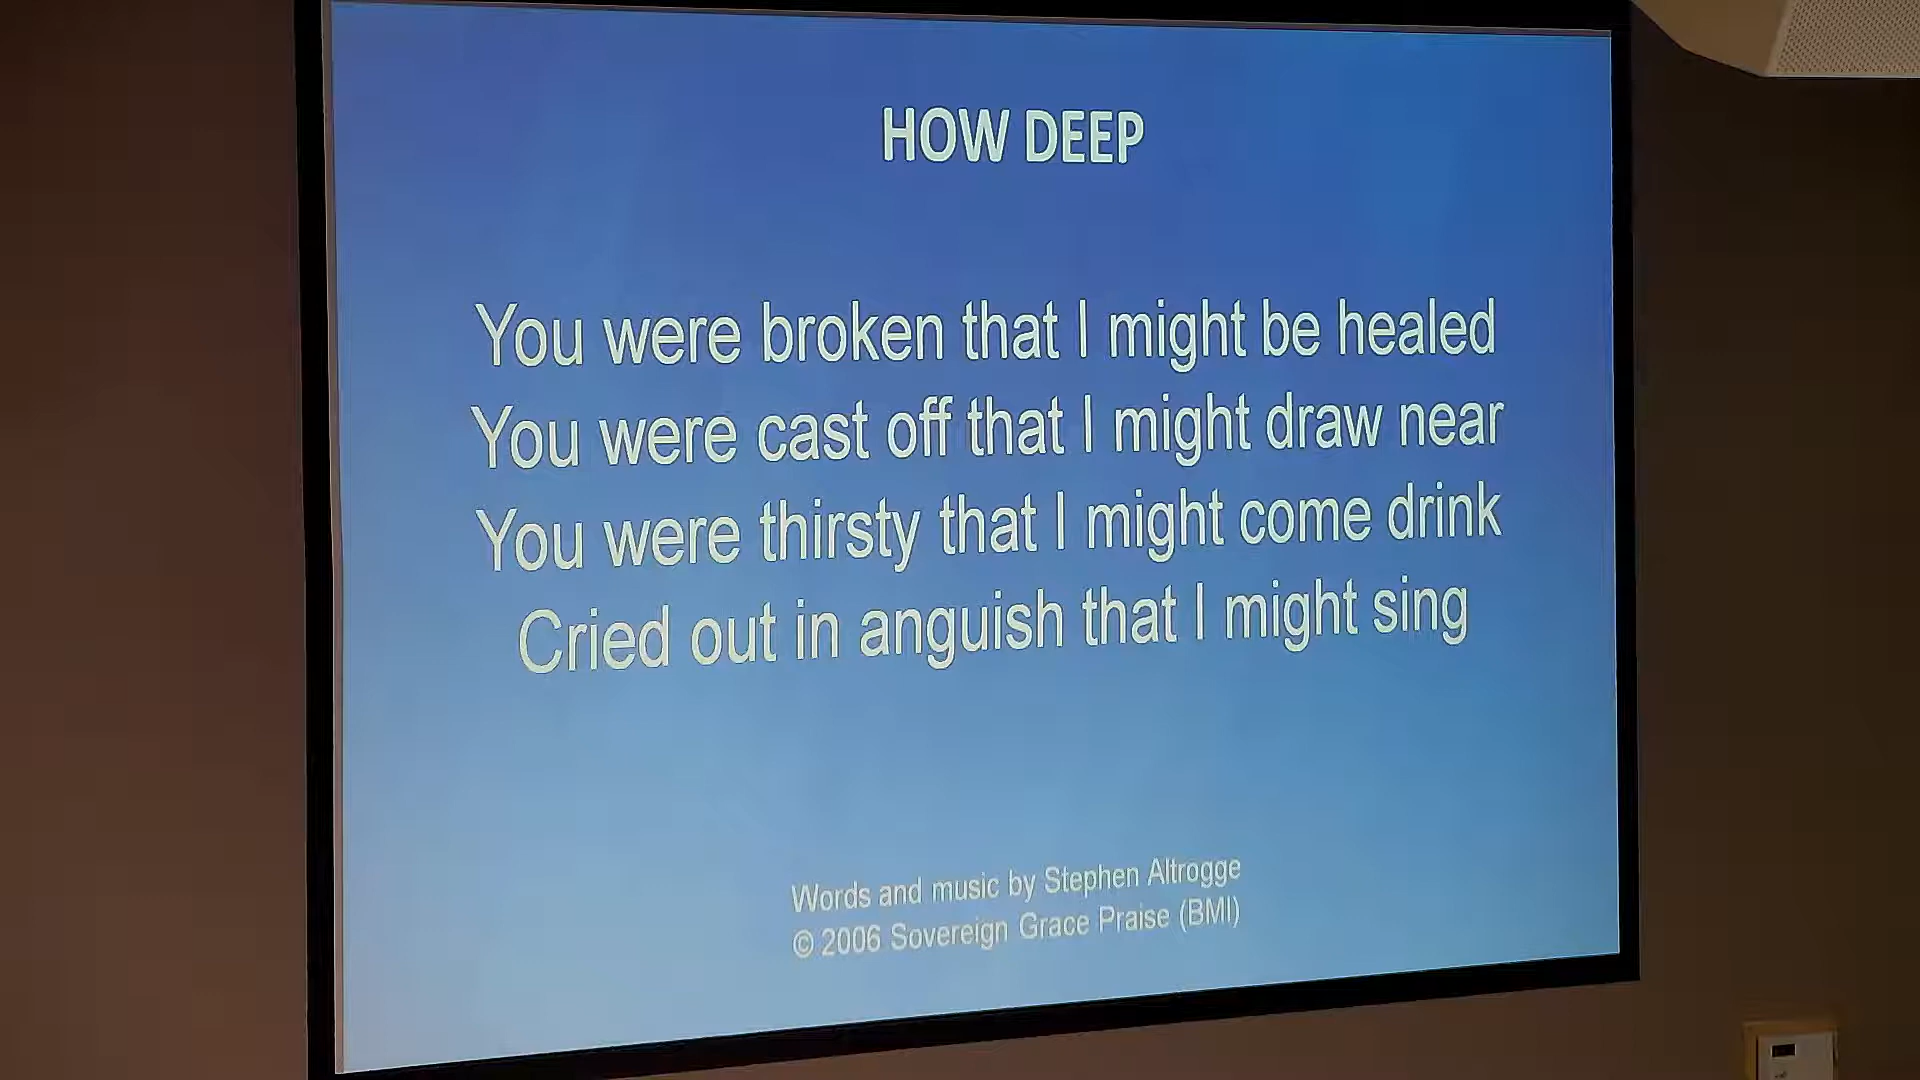 HOW DEEP
You were broken that I might be healed
You were cast off that I might draw near
You were thirsty that I might come drink
Cried out in anguish that I might sing
Words and music by Stephen Altrogge
© 2006 Sovereign Grace Praise (BMI)